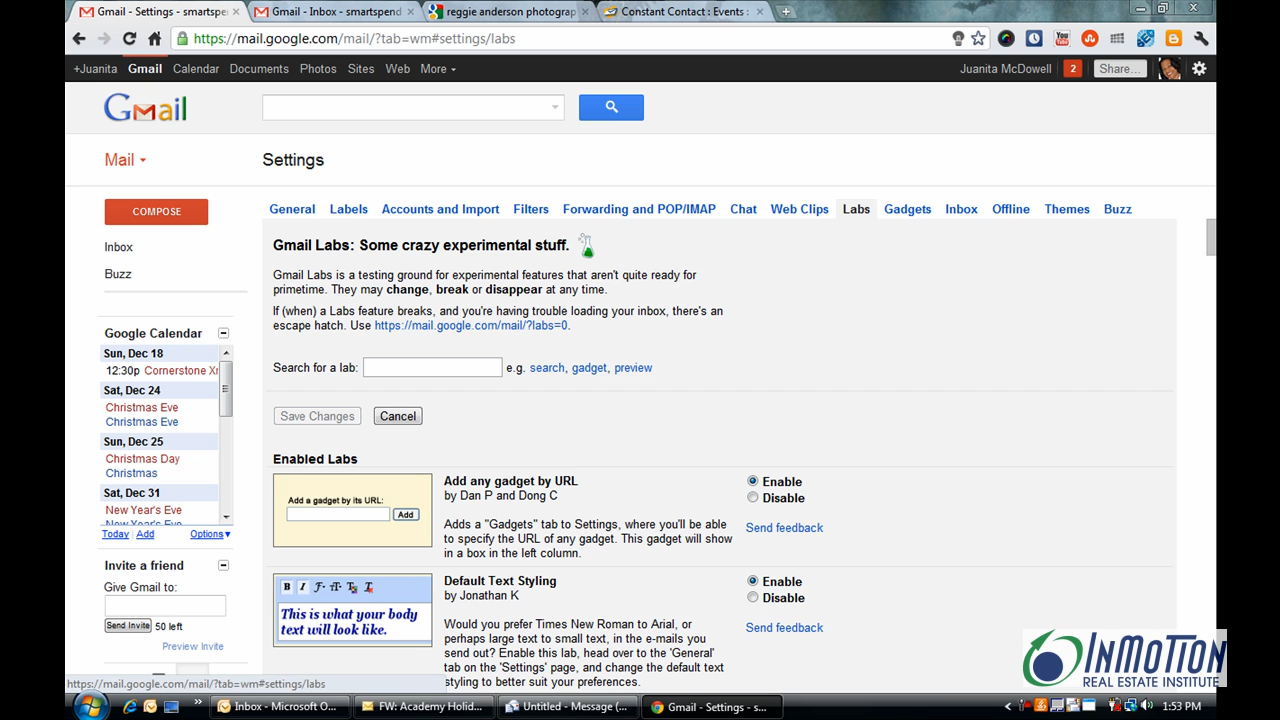 Gmail - Settings - smartspen
Gmail - Inbox - smartspend
reggie anderson photograp
Constant Contact : Events :
https://mail.google.com/mail/?tab=wm#settings/labs
+Juanita Gmail Calendar Documents Photos Sites Web More
Juanita McDowell 2 Share...
Gmail
Mail
Settings
COMPOSE
General Labels Accounts and Import Filters Forwarding and POP/IMAP Chat Web Clips Labs Gadgets Inbox Offline Themes Buzz
Inbox
Buzz
Google Calendar
Sun, Dec 18
12:30p Cornerstone Xr
Sat, Dec 24
Christmas Eve
Christmas Eve
Sun, Dec 25
Christmas Day
Christmas
Sat, Dec 31
New Year's Eve
New Year's Eve
Today Add Options
Invite a friend
Give Gmail to:
Send Invite 50 left
Preview Invite
Gmail Labs: Some crazy experimental stuff.
Gmail Labs is a testing ground for experimental features that aren't quite ready for
primetime. They may change, break or disappear at any time.
If (when) a Labs feature breaks, and you're having trouble loading your inbox, there's an
escape hatch. Use https://mail.google.com/mail/?labs=0.
Search for a lab: e.g. search, gadget, preview
Save Changes Cancel
Enabled Labs
Add a gadget by its URL:
Add
Add any gadget by URL
by Dan P and Dong C
Adds a "Gadgets" tab to Settings, where you'll be able
to specify the URL of any gadget. This gadget will show
in a box in the left column.
Enable
Disable
Send feedback
This is what your body
text will look like.
Default Text Styling
by Jonathan K
Would you prefer Times New Roman to Arial, or
perhaps large text to small text, in the e-mails you
send out? Enable this lab, head over to the 'General'
tab on the 'Settings' page, and change the default text
styling to better suit your preferences.
Enable
Disable
Send feedback
InMotion
REAL ESTATE INSTITUTE
https://mail.google.com/mail/?tab=wm#settings/labs
Inbox - Microsoft O...
FW: Academy Holid...
Untitled - Message (...
Gmail - Settings - s...
1:53 PM